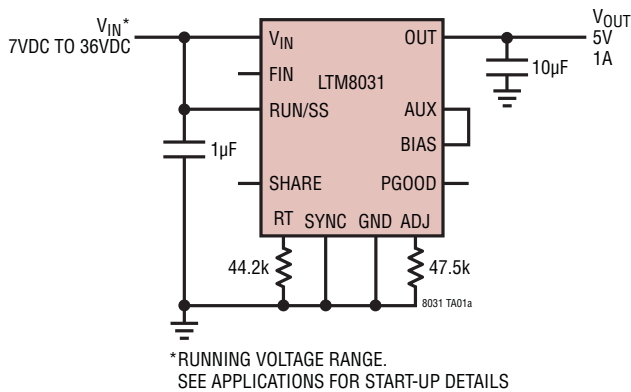 VIN*
7VDC TO 36VDC
VIN
OUT
VOUT
5V
1A
FIN
LTM8031
10µF
RUN/SS
AUX
1µF
BIAS
SHARE
PGOOD
RT
SYNC
GND
ADJ
44.2k
47.5k
8031 TA01a
*RUNNING VOLTAGE RANGE.
SEE APPLICATIONS FOR START-UP DETAILS